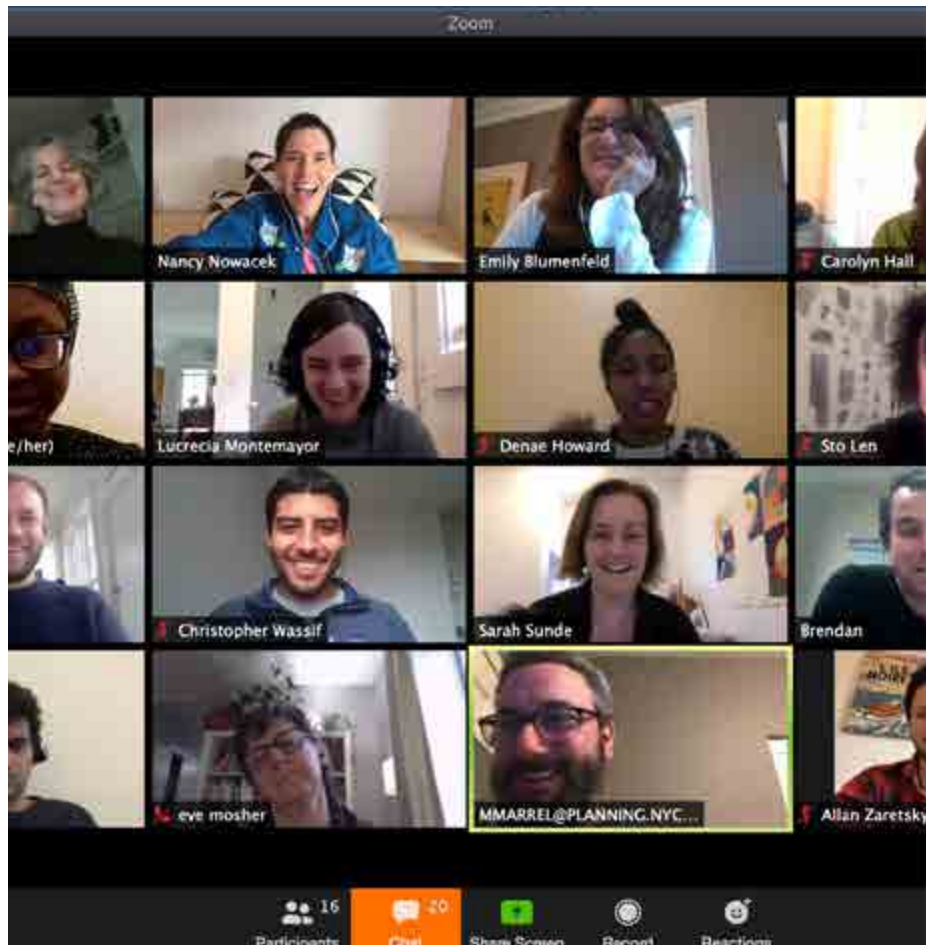 Zoom
Nancy Nowacek
Emily Blumenfeld
Carolyn Hall
e/her)
Lucrecia Montemayor
Denae Howard
Sto Len
Christopher Wassif
Sarah Sunde
Brendan
eve mosher
MMARREL@PLANNING.NYC...
Allan Zaretsky
16
20
Participants
Chat
Share Screen
Record
Reactions